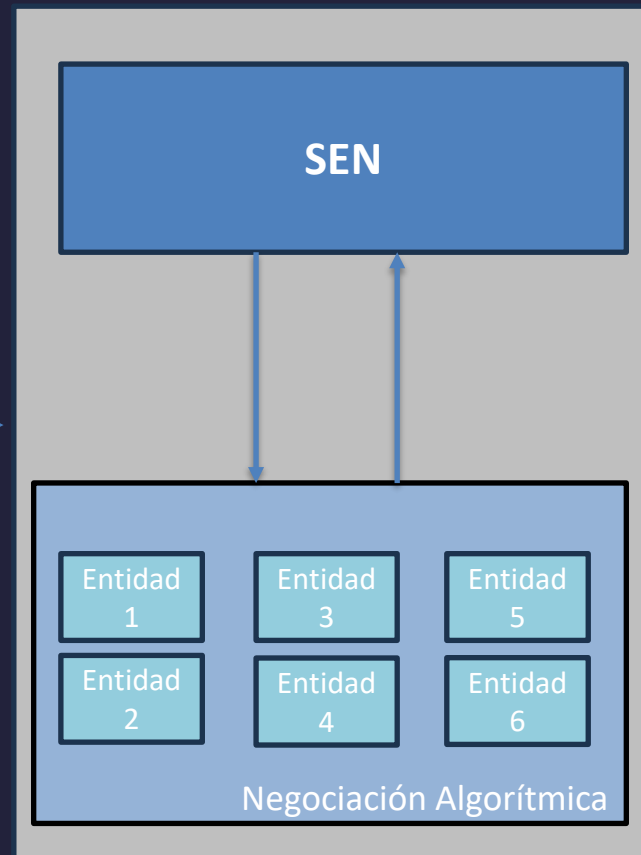 SEN
Entidad
1
Entidad
3
Entidad
5
Entidad
2
Entidad
4
Entidad
6
Negociación Algorítmica